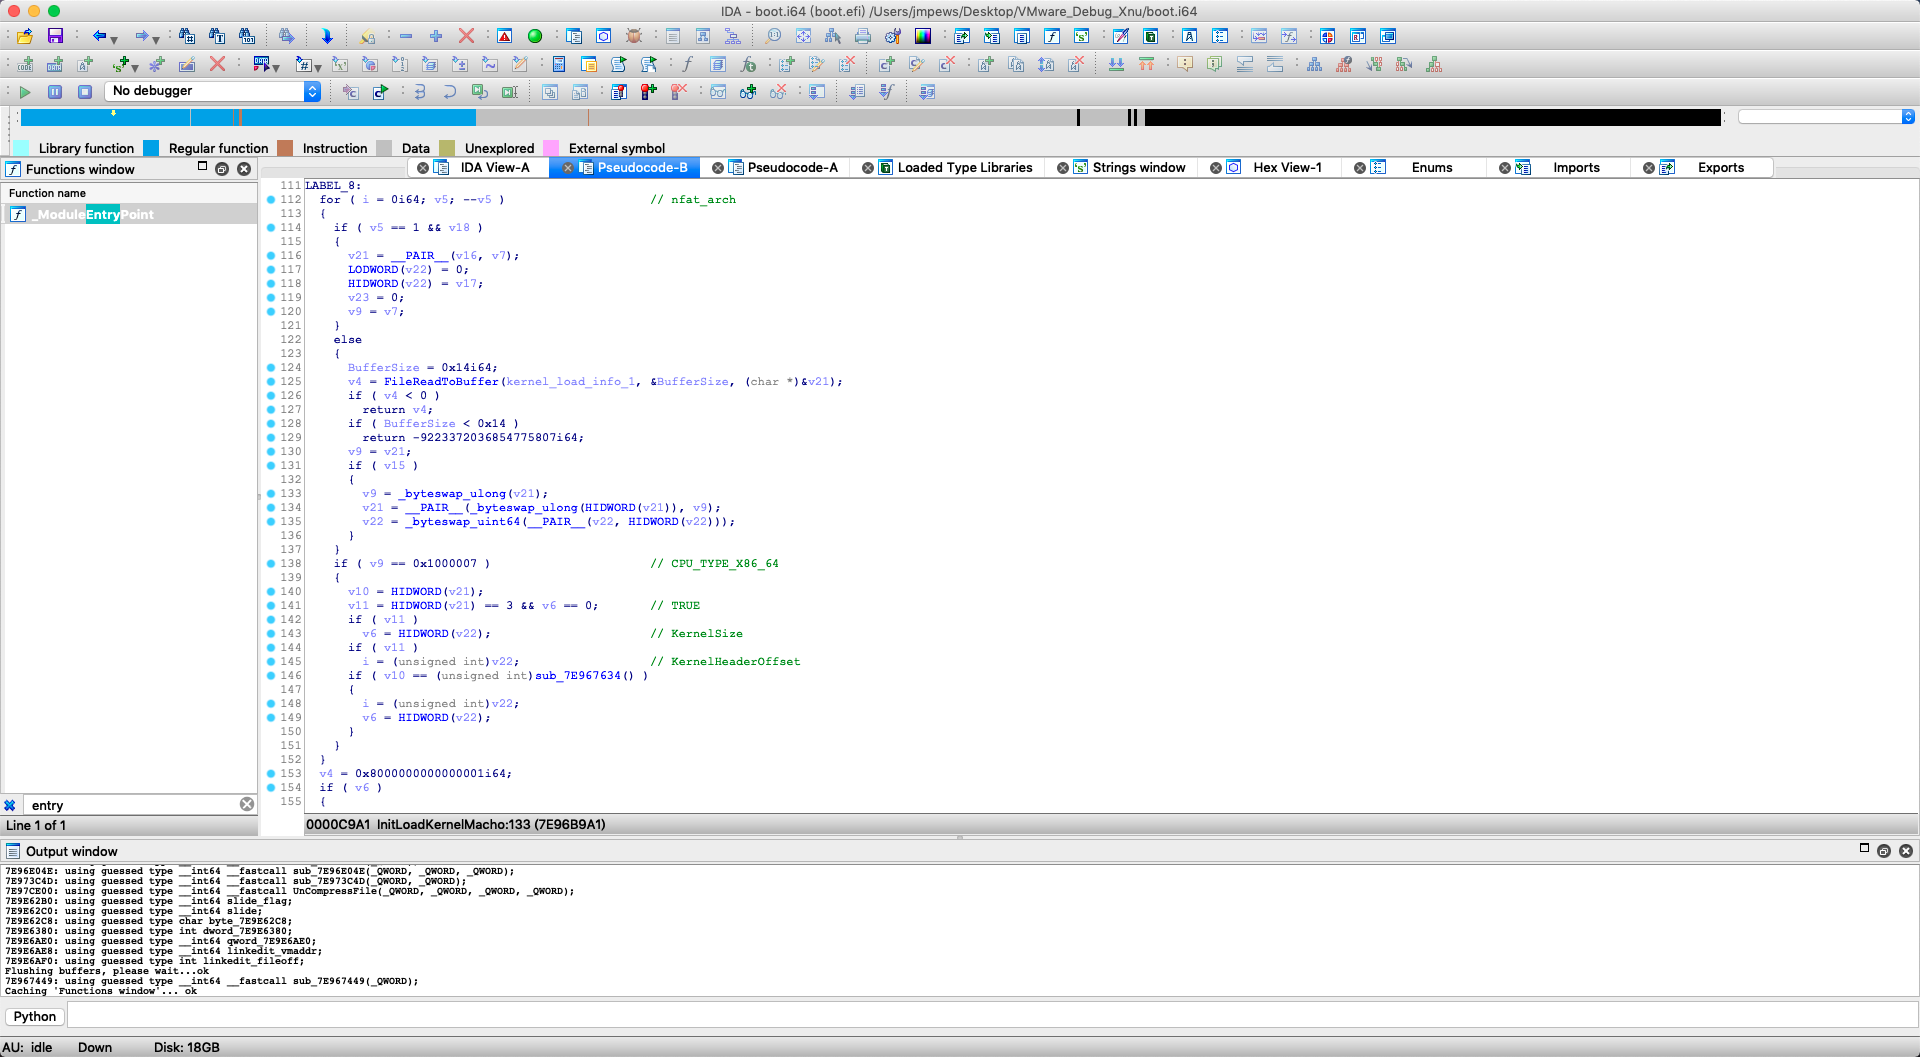 IDA - boot.i64 (boot.efi) /Users/jmpews/Desktop/VMware_Debug_Xnu/boot.i64
No debugger
Library function Regular function Instruction Data Unexplored External symbol
Functions window
IDA View-A Pseudocode-B Pseudocode-A Loaded Type Libraries Strings window Hex View-1 Enums Imports Exports
Function name
_ModuleEntryPoint
111 LABEL_8:
112 for ( i = 0i64; v5; --v5 ) // nfat_arch
113 {
114 if ( v5 == 1 && v18 )
115 {
116 v21 = __PAIR__(v16, v7);
117 LODWORD(v22) = 0;
118 HIDWORD(v22) = v17;
119 v23 = 0;
120 v9 = v7;
121 }
122 else
123 {
124 BufferSize = 0x14i64;
125 v4 = FileReadToBuffer(kernel_load_info_1, &BufferSize, (char *)&v21);
126 if ( v4 < 0 )
127 return v4;
128 if ( BufferSize < 0x14 )
129 return -9223372036854775807i64;
130 v9 = v21;
131 if ( v15 )
132 {
133 v9 = _byteswap_ulong(v21);
134 v21 = __PAIR__(_byteswap_ulong(HIDWORD(v21)), v9);
135 v22 = _byteswap_uint64(__PAIR__(v22, HIDWORD(v22)));
136 }
137 }
138 if ( v9 == 0x1000007 ) // CPU_TYPE_X86_64
139 {
140 v10 = HIDWORD(v21);
141 v11 = HIDWORD(v21) == 3 && v6 == 0; // TRUE
142 if ( v11 )
143 v6 = HIDWORD(v22); // KernelSize
144 if ( v11 )
145 i = (unsigned int)v22; // KernelHeaderOffset
146 if ( v10 == (unsigned int)sub_7E967634() )
147 {
148 i = (unsigned int)v22;
149 v6 = HIDWORD(v22);
150 }
151 }
152 }
153 v4 = 0x8000000000000001i64;
154 if ( v6 )
155 {
entry
Line 1 of 1
0000C9A1 InitLoadKernelMacho:133 (7E96B9A1)
Output window
7E96E04E: using guessed type __int64 __fastcall sub_7E96E04E(_QWORD, _QWORD, _QWORD);
7E973C4D: using guessed type __int64 __fastcall sub_7E973C4D(_QWORD, _QWORD);
7E97CE00: using guessed type __int64 __fastcall UnCompressFile(_QWORD, _QWORD, _QWORD, _QWORD);
7E9E62B0: using guessed type __int64 slide_flag;
7E9E62C0: using guessed type __int64 slide;
7E9E62C8: using guessed type char byte_7E9E62C8;
7E9E6380: using guessed type int dword_7E9E6380;
7E9E6AE0: using guessed type __int64 qword_7E9E6AE0;
7E9E6AE8: using guessed type __int64 linkedit_vmaddr;
7E9E6AF0: using guessed type int linkedit_fileoff;
Flushing buffers, please wait...ok
7E967449: using guessed type __int64 __fastcall sub_7E967449(_QWORD);
Caching 'Functions window'... ok
Python
AU: idle Down Disk: 18GB